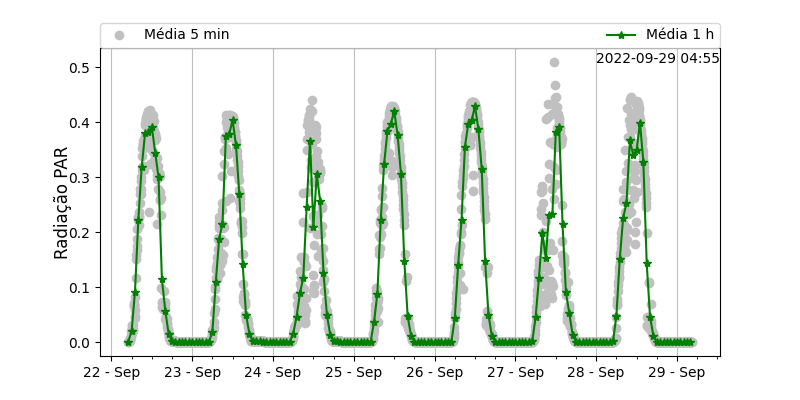 Média 5 min
Média 1 h
2022-09-29 04:55
Radiação PAR
0.5
0.4
0.3
0.2
0.1
0.0
22 - Sep
23 - Sep
24 - Sep
25 - Sep
26 - Sep
27 - Sep
28 - Sep
29 - Sep